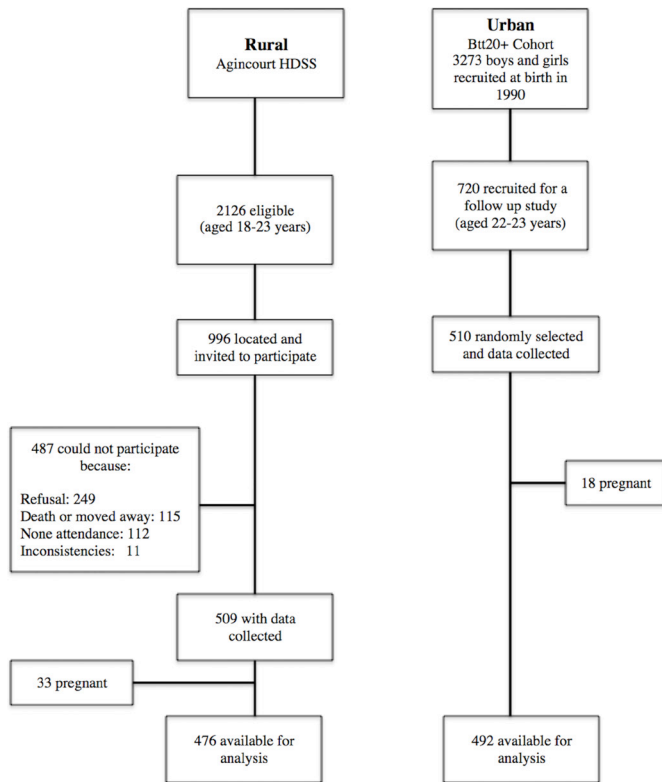 Rural
Agincourt HDSS
2126 eligible
(aged 18-23 years)
996 located and
invited to participate
487 could not participate
because:
Refusal: 249
Death or moved away: 115
None attendance: 112
Inconsistencies: 11
509 with data
collected
33 pregnant
476 available for
analysis
Urban
Btt20+ Cohort
3273 boys and girls
recruited at birth in
1990
720 recruited for a
follow up study
(aged 22-23 years)
510 randomly selected
and data collected
18 pregnant
492 available for
analysis